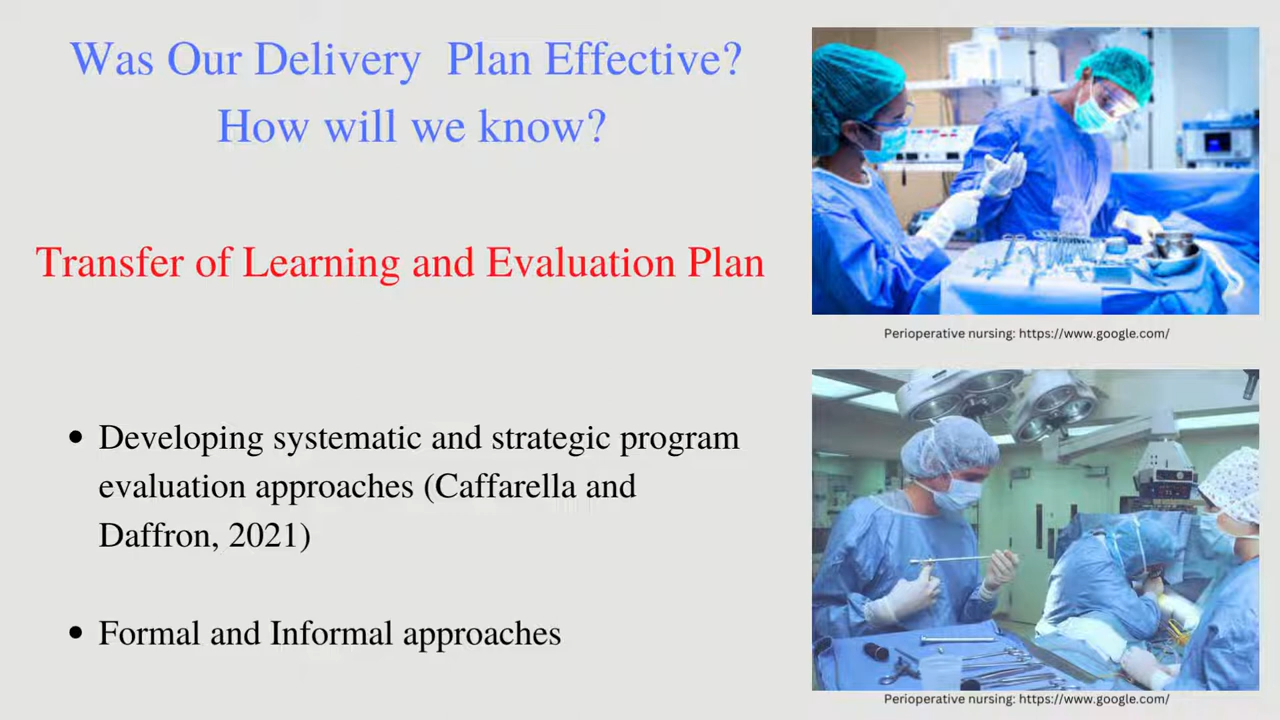 Was Our Delivery Plan Effective?
How will we know?
Transfer of Learning and Evaluation Plan
• Developing systematic and strategic program
evaluation approaches (Caffarella and
Daffron, 2021)
• Formal and Informal approaches
Perioperative nursing: https://www.google.com/
Perioperative nursing: https://www.google.com/